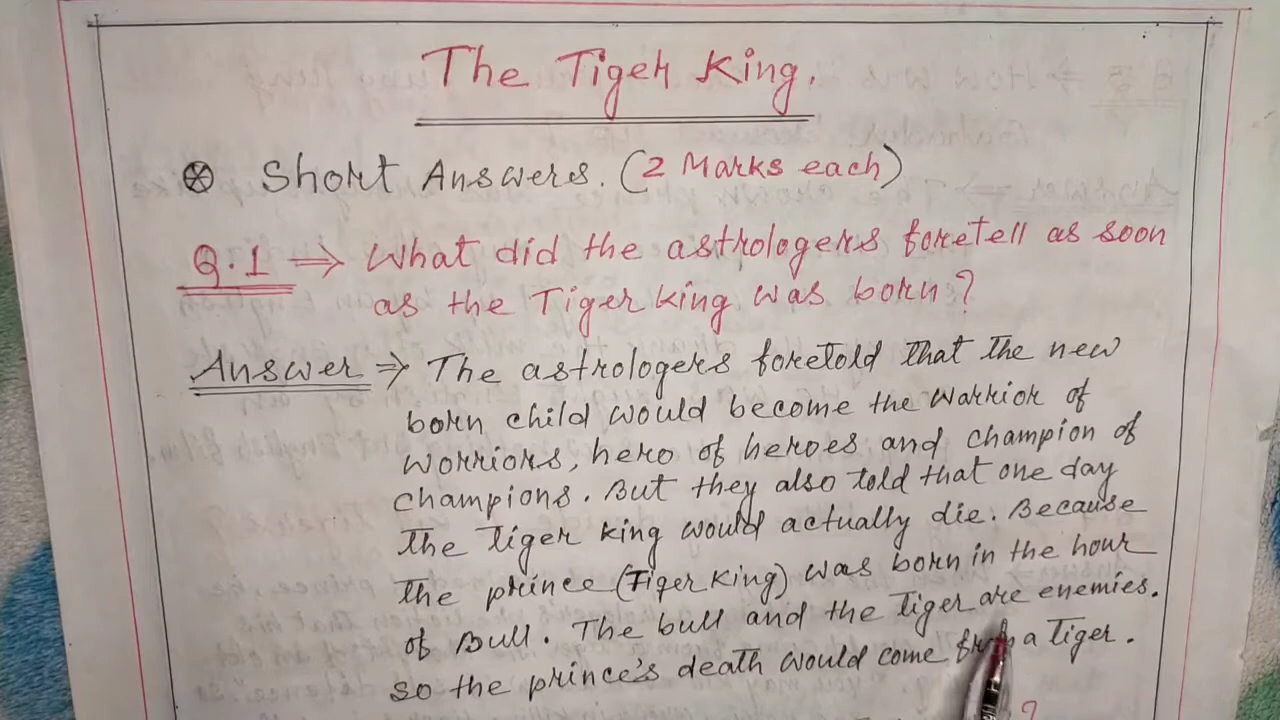 The Tiger King.
⊛ Short Answers. (2 Marks each)
Q.1 ⇒ What did the astrologers foretell as soon
as the Tiger king was born?
Answer ⇒ The astrologers foretold that the new
born child would become the warrior of
worriors, hero of heroes and champion of
champions. But they also told that one day
the tiger king would actually die. Because
the prince (Tiger King) was born in the hour
of Bull. The bull and the tiger are enemies.
so the prince's death would come from a tiger.
?